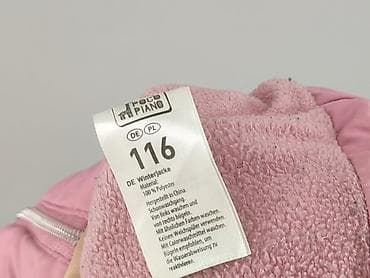 POCO
PIANO
DE PL
116
DE Winterjacke
Material:
100 % Polyester
Hergestellt in China
Schonwaschgang.
Von links waschen und
von rechts bügeln.
Mit ähnlichen Farben waschen.
Keinen Weichspüler verwenden.
Mit Colorwaschmittel waschen.
Bügeln empfohlen, um
die Wasserabweisung zu
reaktivieren.